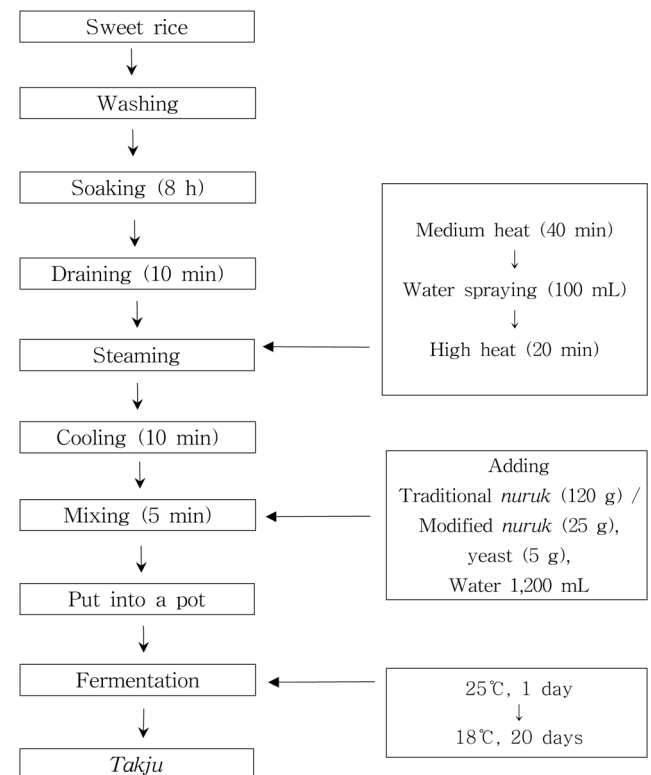 Sweet rice
Washing
Soaking (8 h)
Draining (10 min)
Steaming
Medium heat (40 min)
↓
Water spraying (100 mL)
↓
High heat (20 min)
Cooling (10 min)
Mixing (5 min)
Adding
Traditional nuruk (120 g) /
Modified nuruk (25 g),
yeast (5 g),
Water 1,200 mL
Put into a pot
Fermentation
25℃, 1 day
↓
18℃, 20 days
Takju